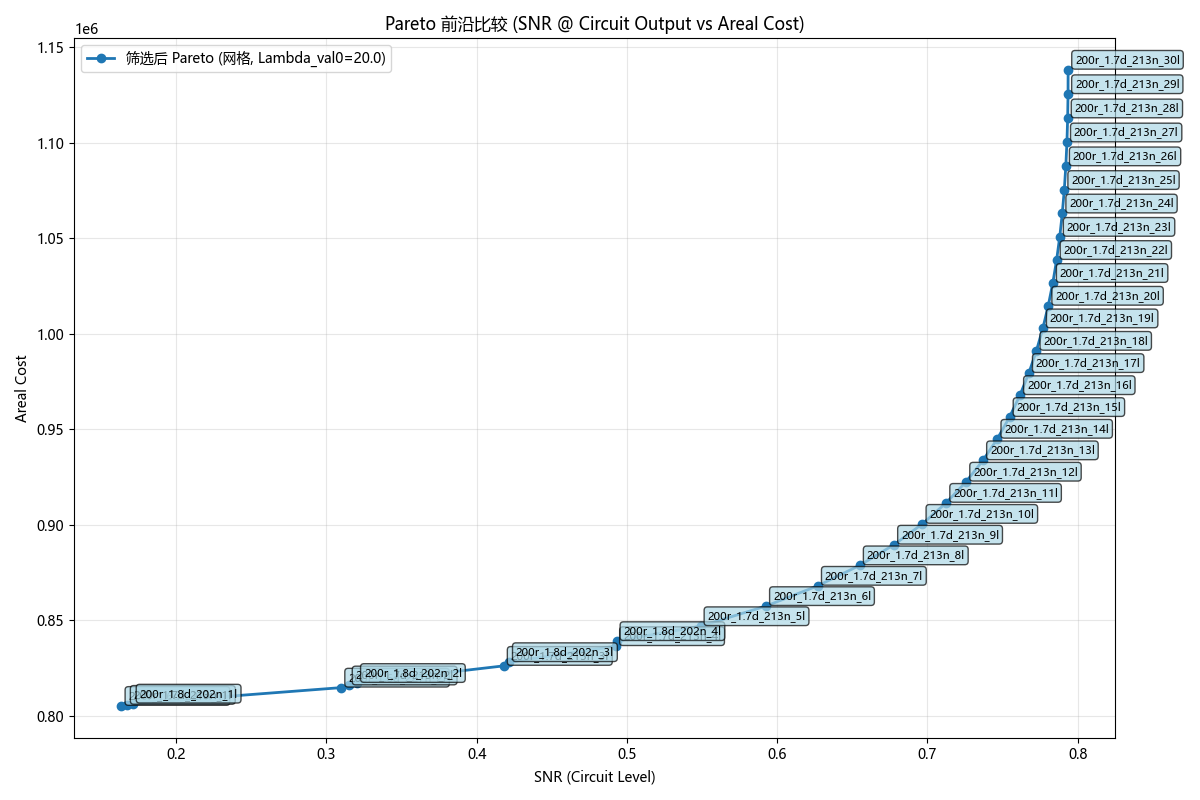 Pareto 前沿比较 (SNR @ Circuit Output vs Areal Cost)
1e6
筛选后 Pareto (网格, Lambda_val0=20.0)
1.15
1.10
1.05
1.00
0.95
0.90
0.85
0.80
Areal Cost
200r_1.7d_213n_30l
200r_1.7d_213n_29l
200r_1.7d_213n_28l
200r_1.7d_213n_27l
200r_1.7d_213n_26l
200r_1.7d_213n_25l
200r_1.7d_213n_24l
200r_1.7d_213n_23l
200r_1.7d_213n_22l
200r_1.7d_213n_21l
200r_1.7d_213n_20l
200r_1.7d_213n_19l
200r_1.7d_213n_18l
200r_1.7d_213n_17l
200r_1.7d_213n_16l
200r_1.7d_213n_15l
200r_1.7d_213n_14l
200r_1.7d_213n_13l
200r_1.7d_213n_12l
200r_1.7d_213n_11l
200r_1.7d_213n_10l
200r_1.7d_213n_9l
200r_1.7d_213n_8l
200r_1.7d_213n_7l
200r_1.7d_213n_6l
200r_1.7d_213n_5l
200r_1.8d_202n_4l
200r_1.8d_202n_3l
200r_1.8d_202n_2l
200r_1.8d_202n_1l
0.2
0.3
0.4
0.5
0.6
0.7
0.8
SNR (Circuit Level)